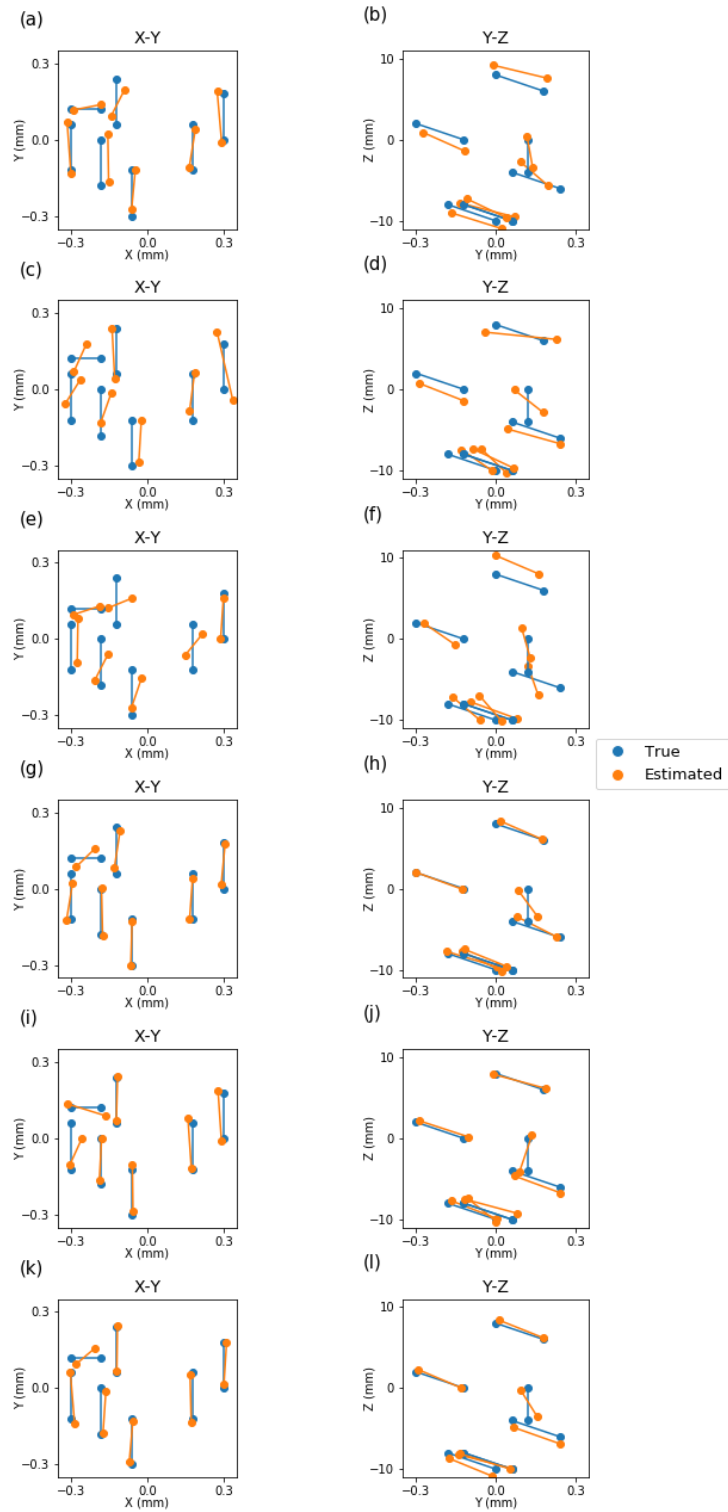 (a) (b)
X-Y Y-Z
0.3 10
Y (mm) 0.0 Z (mm) 0
−0.3 −10
−0.3 0.0 0.3 −0.3 0.0 0.3
X (mm) Y (mm)
(c) (d)
X-Y Y-Z
0.3 10
Y (mm) 0.0 Z (mm) 0
−0.3 −10
−0.3 0.0 0.3 −0.3 0.0 0.3
X (mm) Y (mm)
(e) (f)
X-Y Y-Z
0.3 10
Y (mm) 0.0 Z (mm) 0
−0.3 −10
−0.3 0.0 0.3 −0.3 0.0 0.3
X (mm) Y (mm)
True
Estimated
(g) (h)
X-Y Y-Z
0.3 10
Y (mm) 0.0 Z (mm) 0
−0.3 −10
−0.3 0.0 0.3 −0.3 0.0 0.3
X (mm) Y (mm)
(i) (j)
X-Y Y-Z
0.3 10
Y (mm) 0.0 Z (mm) 0
−0.3 −10
−0.3 0.0 0.3 −0.3 0.0 0.3
X (mm) Y (mm)
(k) (l)
X-Y Y-Z
0.3 10
Y (mm) 0.0 Z (mm) 0
−0.3 −10
−0.3 0.0 0.3 −0.3 0.0 0.3
X (mm) Y (mm)